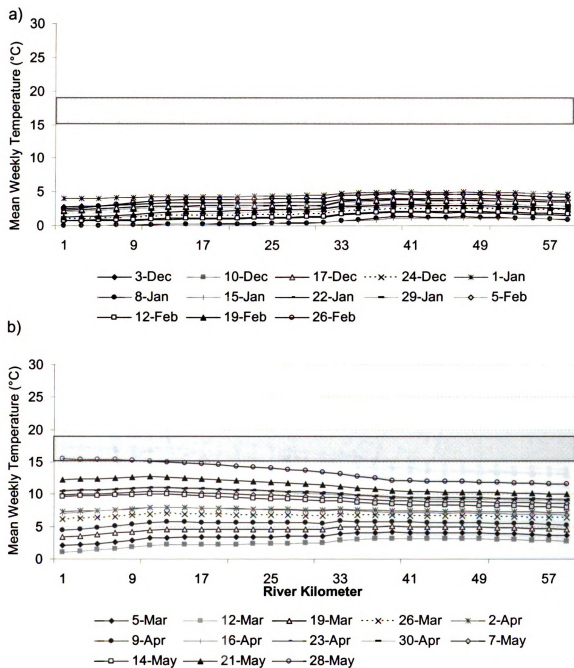 a)
Mean Weekly Temperature (°C)
30
25
20
15
10
5
0
1 9 17 25 33 41 49 57
3-Dec 10-Dec 17-Dec 24-Dec 1-Jan
8-Jan 15-Jan 22-Jan 29-Jan 5-Feb
12-Feb 19-Feb 26-Feb
b)
Mean Weekly Temperature (°C)
30
25
20
15
10
5
0
1 9 17 25 33 41 49 57
River Kilometer
5-Mar 12-Mar 19-Mar 26-Mar 2-Apr
9-Apr 16-Apr 23-Apr 30-Apr 7-May
14-May 21-May 28-May